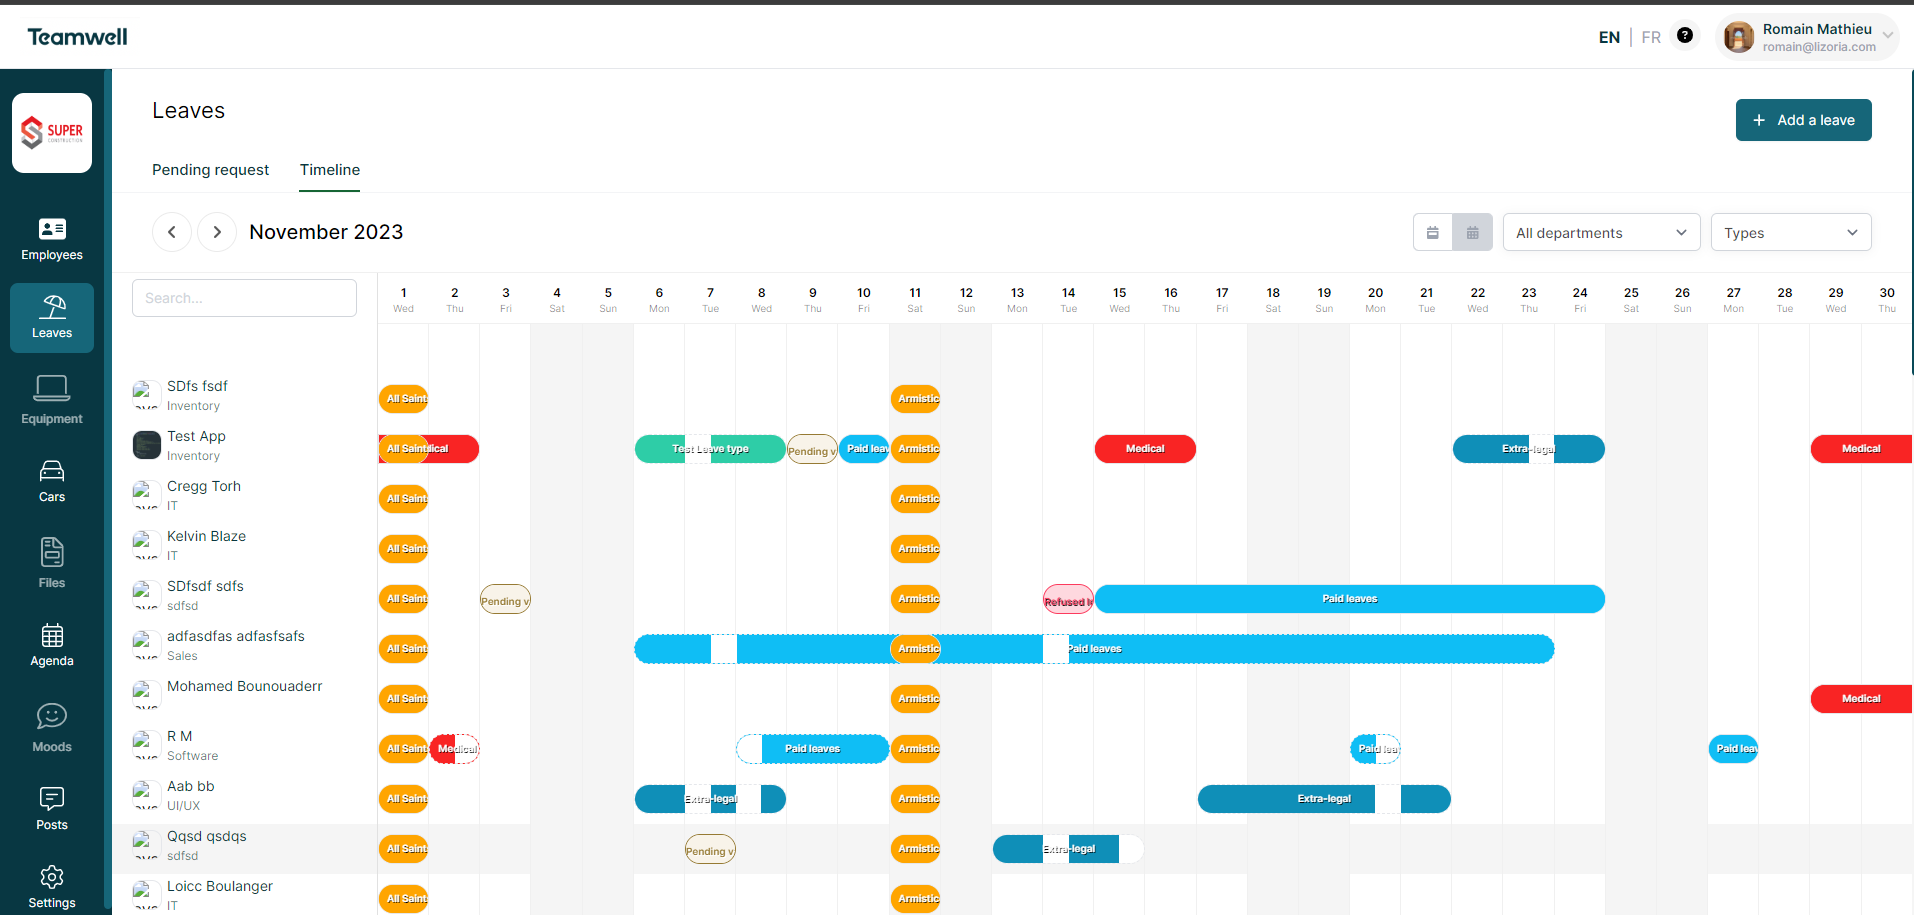 Teamwell
EN | FR
?
Romain Mathieu
romain@lizoria.com
SUPER
CONSTRUCTION
Employees
Leaves
Equipment
Cars
Files
Agenda
Moods
Posts
Settings
Leaves
+ Add a leave
Pending request Timeline
November 2023
All departments
Types
Search...
1 2 3 4 5 6 7 8 9 10 11 12 13 14 15 16 17 18 19 20 21 22 23 24 25 26 27 28 29 30
Wed Thu Fri Sat Sun Mon Tue Wed Thu Fri Sat Sun Mon Tue Wed Thu Fri Sat Sun Mon Tue Wed Thu Fri Sat Sun Mon Tue Wed Thu
SDfs fsdf
Inventory
All Saint Armistic
Test App
Inventory
All Saint ical Test Leave type Pending v Paid leav Armistic Medical Extra-legal Medical
Cregg Torh
IT
All Saint Armistic
Kelvin Blaze
IT
All Saint Armistic
SDfsdf sdfs
sdfsd
All Saint Pending v Armistic Refused l Paid leaves
adfasdfas adfasfsafs
Sales
All Saint Armistic Paid leaves
Mohamed Bounouaderr
All Saint Armistic Medical
R M
Software
All Saint Medical Paid leaves Armistic Paid lea Paid leav
Aab bb
UI/UX
All Saint Extra-legal Armistic Extra-legal
Qqsd qsdqs
sdfsd
All Saint Pending v Armistic Extra-legal
Loicc Boulanger
IT
All Saint Armistic